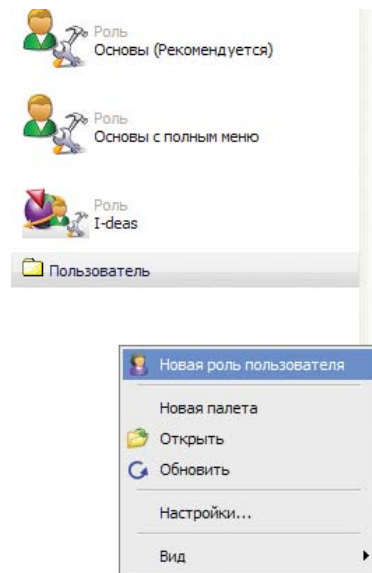 Роль
Основы (Рекомендуется)
Роль
Основы с полным меню
Роль
I-deas
Пользователь
Новая роль пользователя
Новая палета
Открыть
Обновить
Настройки...
Вид